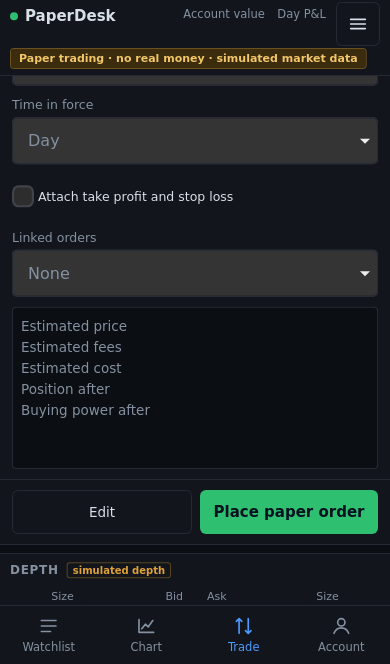 PaperDesk
Account value Day P&L
Paper trading · no real money · simulated market data
Time in force
Day
Attach take profit and stop loss
Linked orders
None
Estimated price
Estimated fees
Estimated cost
Position after
Buying power after
Edit
Place paper order
DEPTH simulated depth
Size Bid Ask Size
Watchlist Chart Trade Account